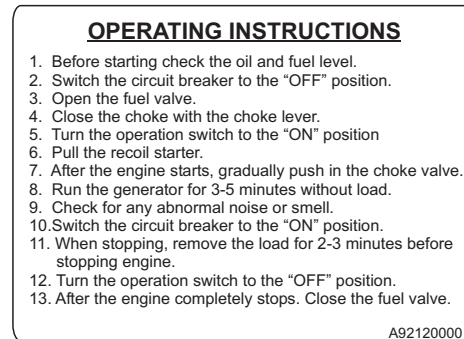 OPERATING INSTRUCTIONS
1. Before starting check the oil and fuel level.
2. Switch the circuit breaker to the “OFF” position.
3. Open the fuel valve.
4. Close the choke with the choke lever.
5. Turn the operation switch to the “ON” position
6. Pull the recoil starter.
7. After the engine starts, gradually push in the choke valve.
8. Run the generator for 3-5 minutes without load.
9. Check for any abnormal noise or smell.
10.Switch the circuit breaker to the “ON” position.
11. When stopping, remove the load for 2-3 minutes before
stopping engine.
12. Turn the operation switch to the “OFF” position.
13. After the engine completely stops. Close the fuel valve.
A92120000